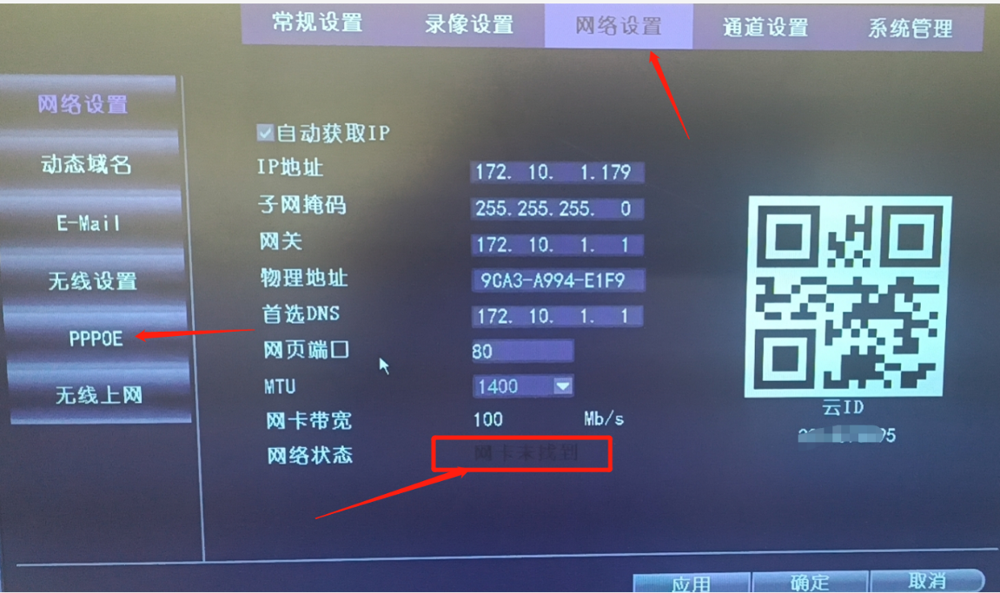 常规设置 录像设置 网络设置 通道设置 系统管理
网络设置
动态域名
E-Mail
无线设置
PPPOE
无线上网
自动获取IP
IP地址 172. 10. 1.179
子网掩码 255.255.255. 0
网关 172. 10. 1. 1
物理地址 9CA3-A994-E1F9
首选DNS 172. 10. 1. 1
网页端口 80
MTU 1400
网卡带宽 100 Mb/s
网络状态 网卡未找到
云ID
应用 确定 取消